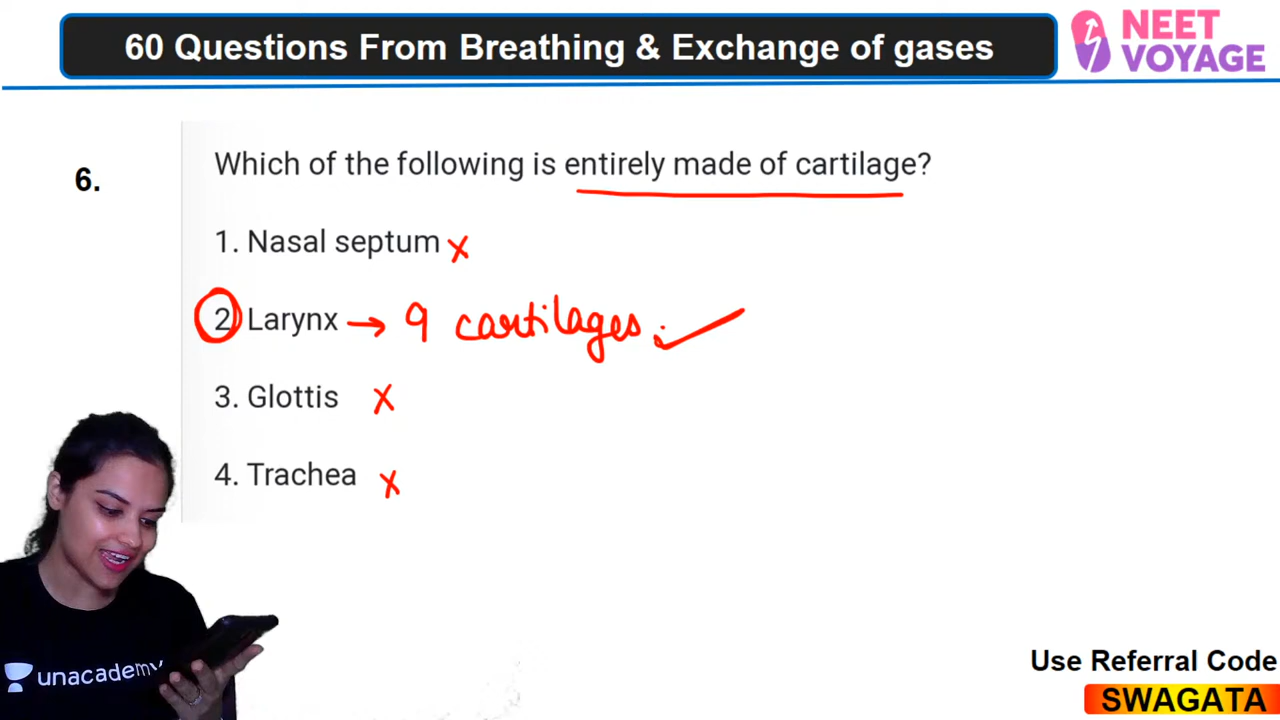 60 Questions From Breathing & Exchange of gases
NEET
VOYAGE
6.
Which of the following is entirely made of cartilage?
1. Nasal septum x
2 Larynx → 9 cartilages. ✓
3. Glottis x
4. Trachea x
unacademy
Use Referral Code
SWAGATA